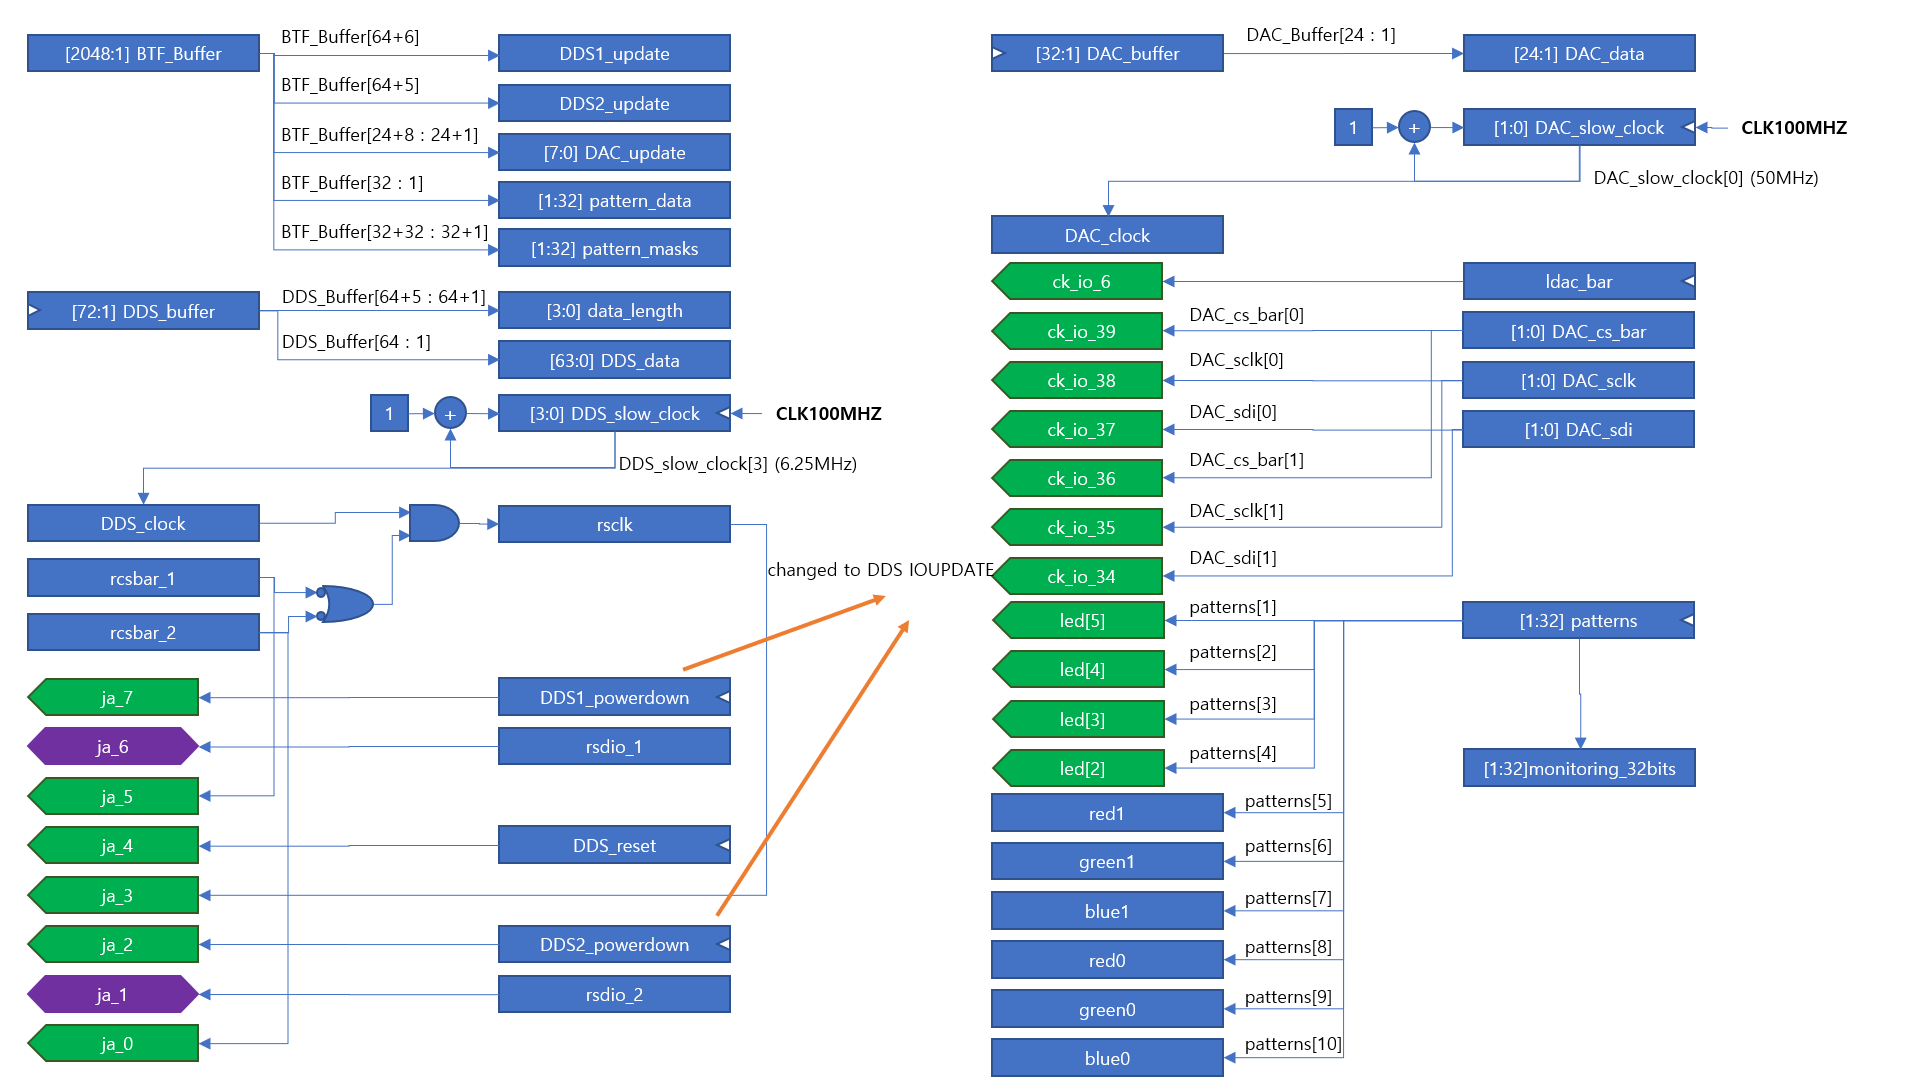 [2048:1] BTF_Buffer
BTF_Buffer[64+6]
DDS1_update
BTF_Buffer[64+5]
DDS2_update
BTF_Buffer[24+8 : 24+1]
[7:0] DAC_update
BTF_Buffer[32 : 1]
[1:32] pattern_data
BTF_Buffer[32+32 : 32+1]
[1:32] pattern_masks
[72:1] DDS_buffer
DDS_Buffer[64+5 : 64+1]
[3:0] data_length
DDS_Buffer[64 : 1]
[63:0] DDS_data
1
+
[3:0] DDS_slow_clock
CLK100MHZ
DDS_slow_clock[3] (6.25MHz)
DDS_clock
rsclk
rcsbar_1
rcsbar_2
changed to DDS IOUPDATE
ja_7
DDS1_powerdown
ja_6
rsdio_1
ja_5
ja_4
DDS_reset
ja_3
ja_2
DDS2_powerdown
ja_1
rsdio_2
ja_0
[32:1] DAC_buffer
DAC_Buffer[24 : 1]
[24:1] DAC_data
1
+
[1:0] DAC_slow_clock
CLK100MHZ
DAC_slow_clock[0] (50MHz)
DAC_clock
ck_io_6
ldac_bar
ck_io_39
DAC_cs_bar[0]
[1:0] DAC_cs_bar
ck_io_38
DAC_sclk[0]
[1:0] DAC_sclk
ck_io_37
DAC_sdi[0]
[1:0] DAC_sdi
ck_io_36
DAC_cs_bar[1]
ck_io_35
DAC_sclk[1]
ck_io_34
DAC_sdi[1]
led[5]
patterns[1]
[1:32] patterns
led[4]
patterns[2]
led[3]
patterns[3]
led[2]
patterns[4]
[1:32]monitoring_32bits
red1
patterns[5]
green1
patterns[6]
blue1
patterns[7]
red0
patterns[8]
green0
patterns[9]
blue0
patterns[10]